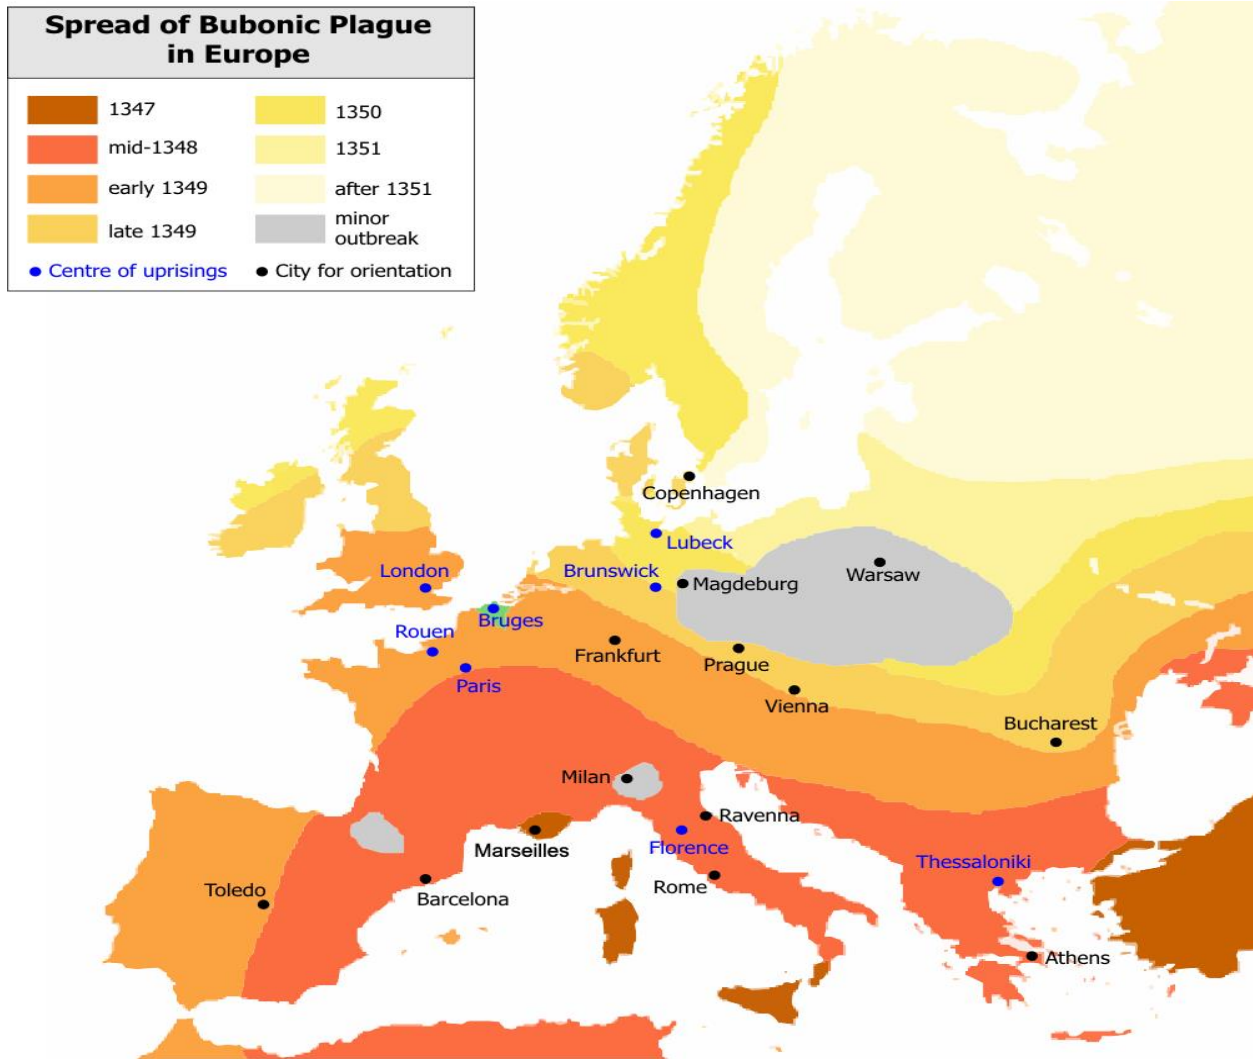 Spread of Bubonic Plague
in Europe
1347
mid-1348
early 1349
late 1349
1350
1351
after 1351
minor
outbreak
Centre of uprisings
City for orientation
Copenhagen
Lubeck
Brunswick
Magdeburg
Warsaw
London
Bruges
Rouen
Paris
Frankfurt
Prague
Vienna
Bucharest
Milan
Ravenna
Marseilles
Florence
Thessaloniki
Toledo
Barcelona
Rome
Athens